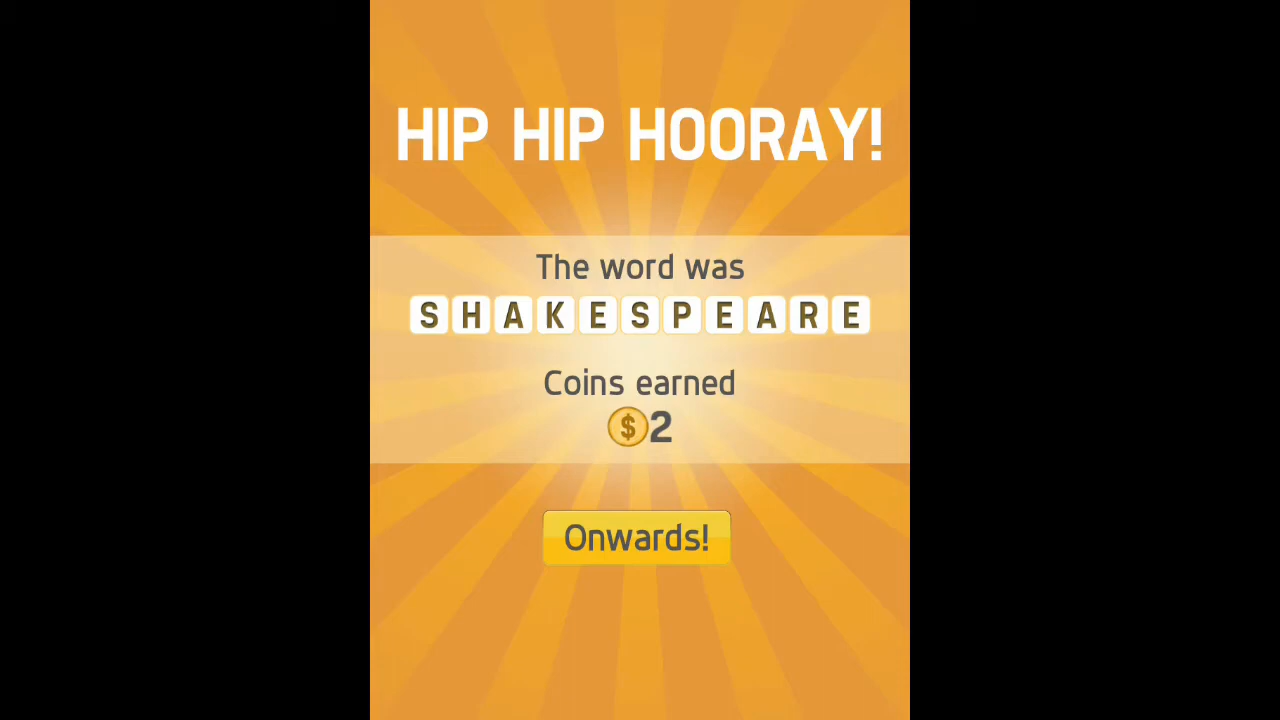 HIP HIP HOORAY!
The word was
SHAKESPEARE
Coins earned
$ 2
Onwards!